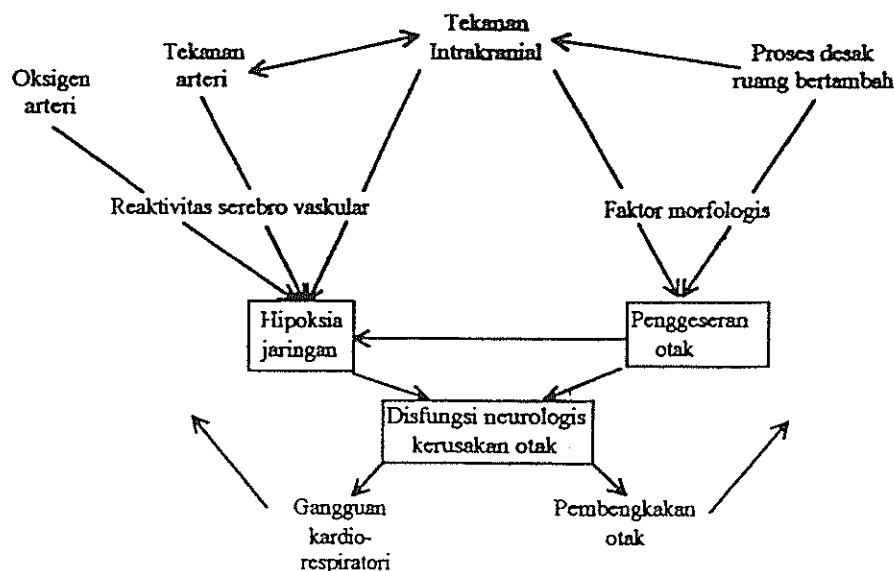 Tekanan
Intrakranial
Tekanan
arteri
Proses desak
ruang bertambah
Oksigen
arteri
Reaktivitas serebro vaskular
Faktor morfologis
Hipoksia
jaringan
Penggeseran
otak
Disfungsi neurologis
kerusakan otak
Gangguan
kardio-
respiratori
Pembengkakan
otak